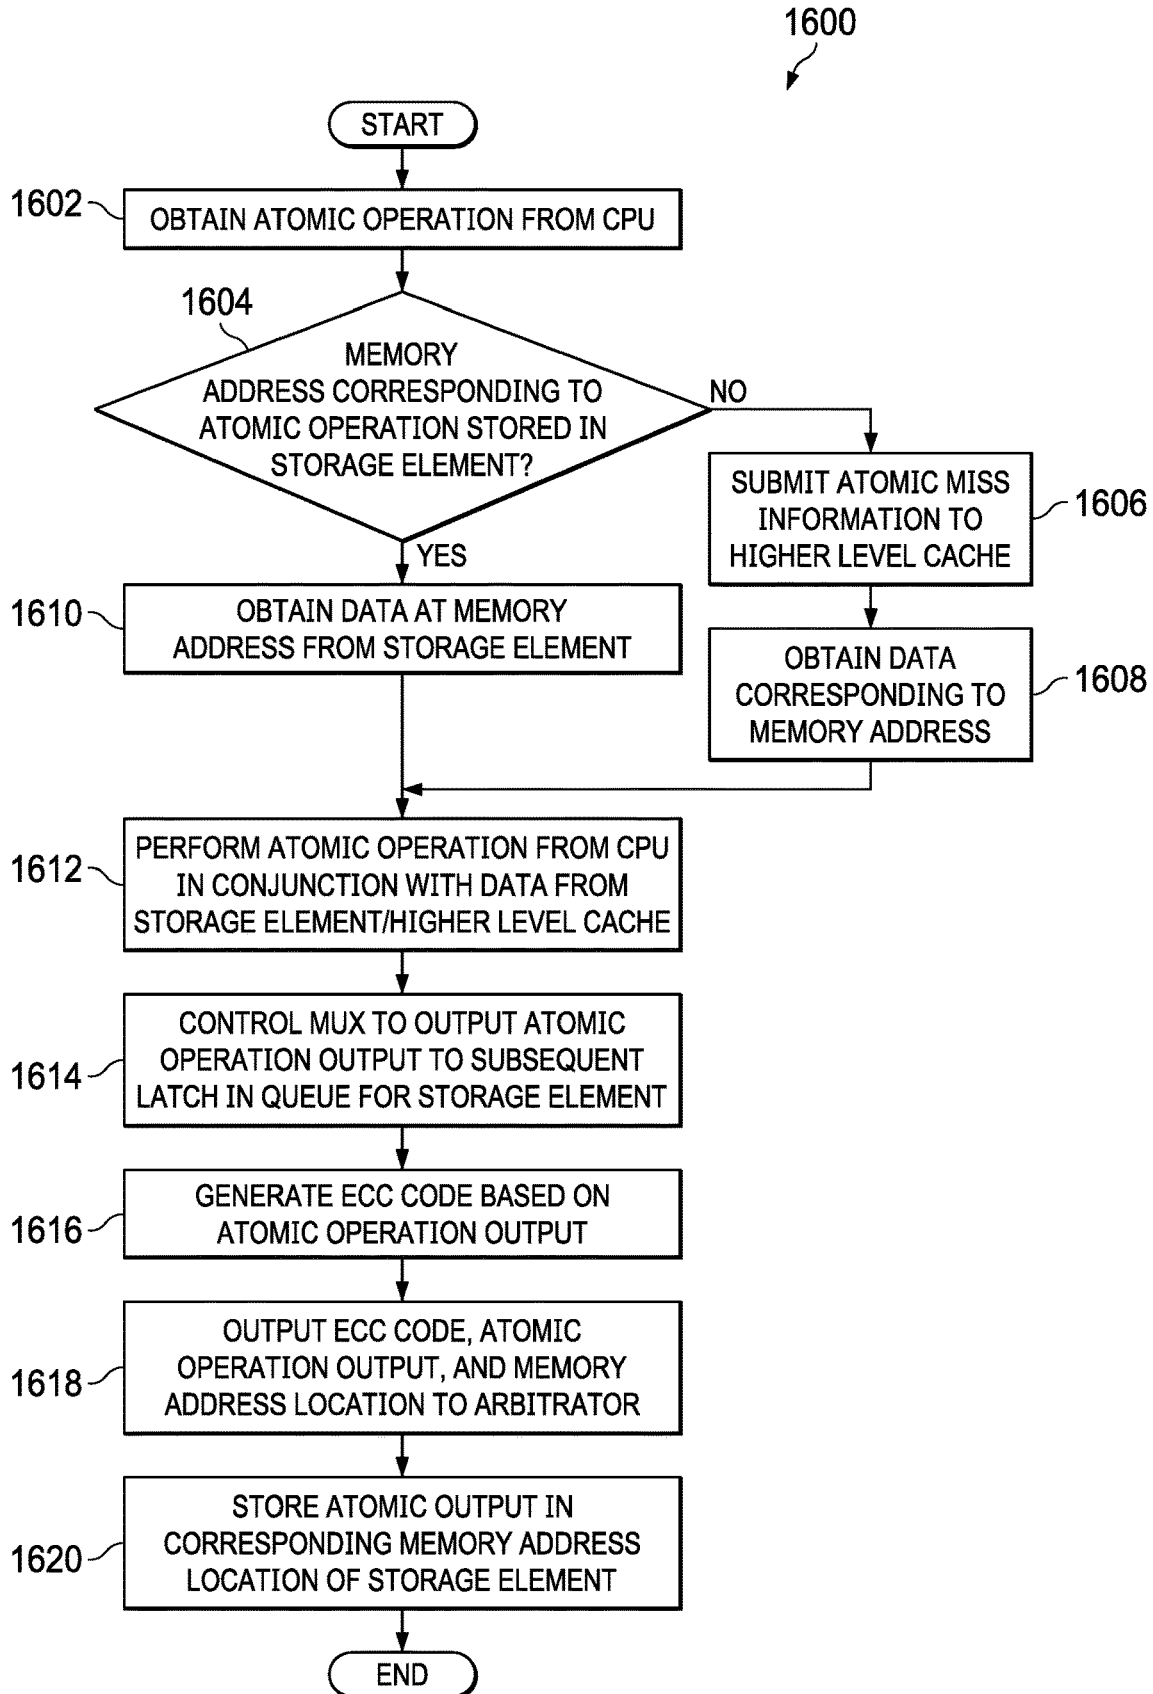 1600
START
1602
OBTAIN ATOMIC OPERATION FROM CPU
1604
MEMORY
ADDRESS CORRESPONDING TO
ATOMIC OPERATION STORED IN
STORAGE ELEMENT?
NO
YES
SUBMIT ATOMIC MISS
INFORMATION TO
HIGHER LEVEL CACHE
1606
1610
OBTAIN DATA AT MEMORY
ADDRESS FROM STORAGE ELEMENT
OBTAIN DATA
CORRESPONDING TO
MEMORY ADDRESS
1608
1612
PERFORM ATOMIC OPERATION FROM CPU
IN CONJUNCTION WITH DATA FROM
STORAGE ELEMENT/HIGHER LEVEL CACHE
1614
CONTROL MUX TO OUTPUT ATOMIC
OPERATION OUTPUT TO SUBSEQUENT
LATCH IN QUEUE FOR STORAGE ELEMENT
1616
GENERATE ECC CODE BASED ON
ATOMIC OPERATION OUTPUT
1618
OUTPUT ECC CODE, ATOMIC
OPERATION OUTPUT, AND MEMORY
ADDRESS LOCATION TO ARBITRATOR
1620
STORE ATOMIC OUTPUT IN
CORRESPONDING MEMORY ADDRESS
LOCATION OF STORAGE ELEMENT
END